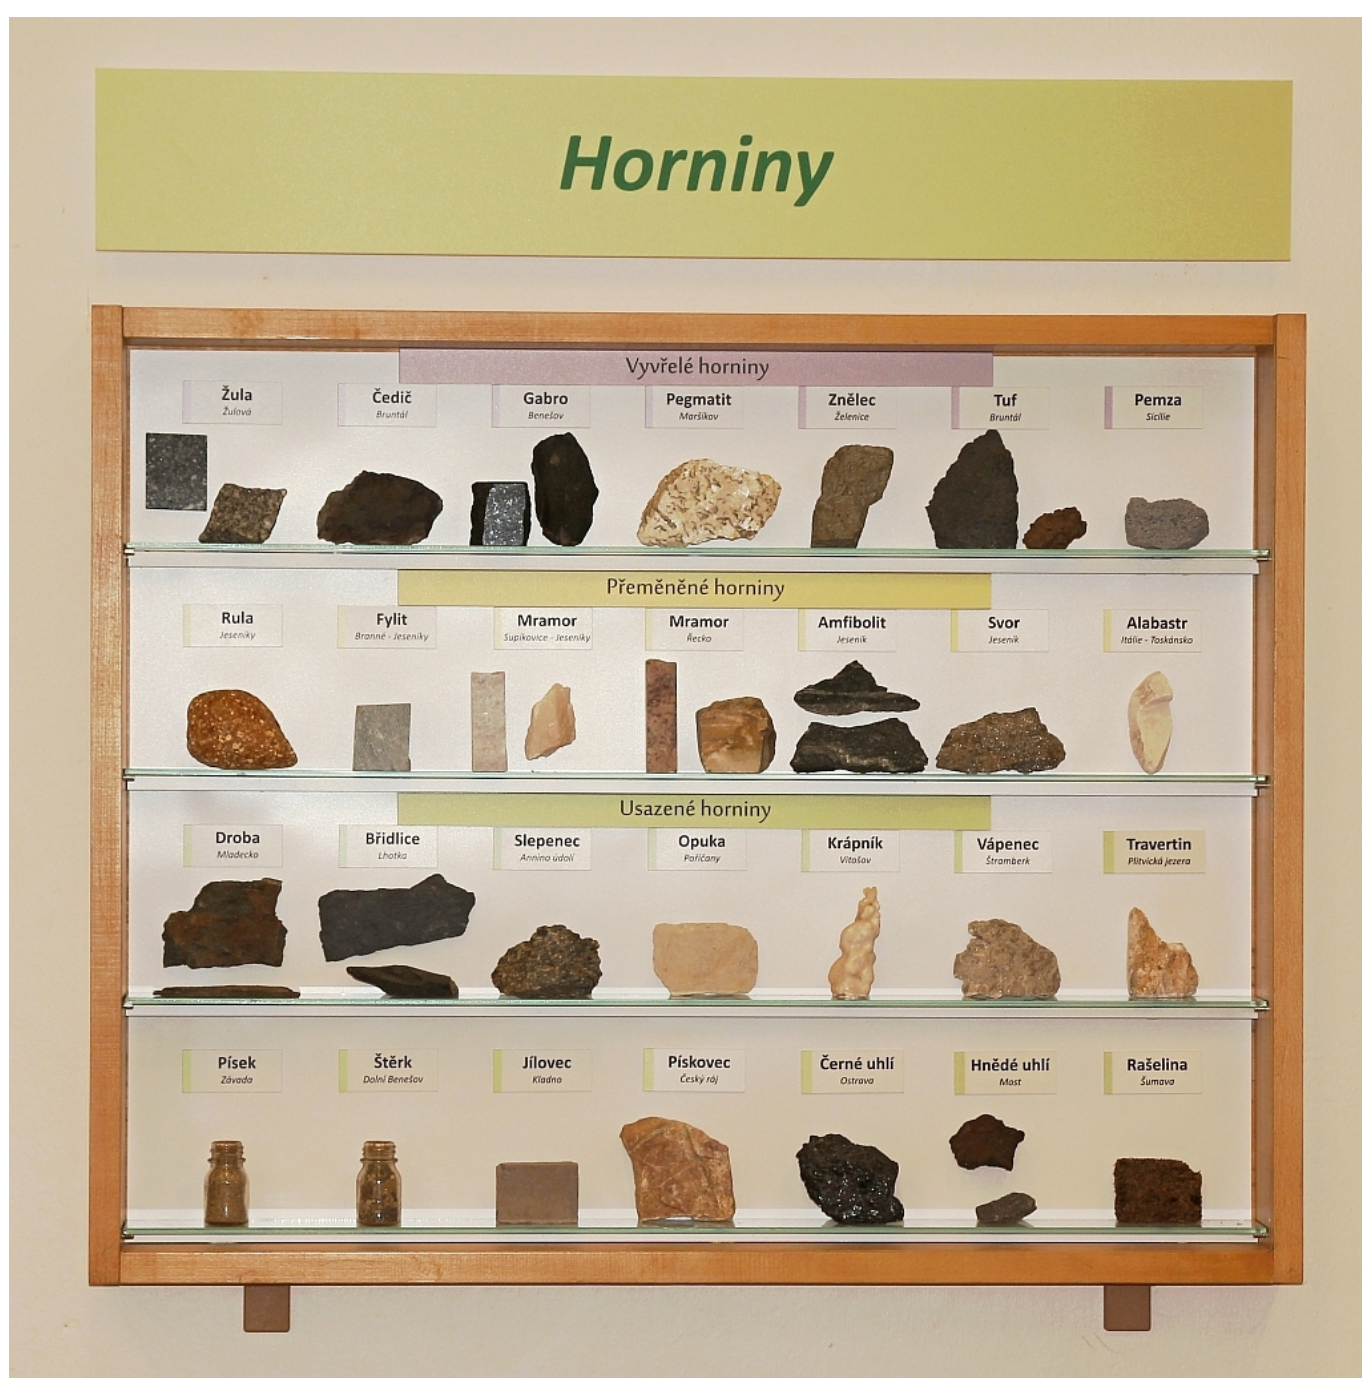 Horniny
Vyvřelé horniny
Žula
Žulová
Čedič
Bruntál
Gabro
Benešov
Pegmatit
Maršíkov
Znělec
Želenice
Tuf
Bruntál
Pemza
Sicílie
Přeměněné horniny
Rula
Jeseníky
Fylit
Branné - Jeseníky
Mramor
Supíkovice - Jeseníky
Mramor
Řecko
Amfibolit
Jeseník
Svor
Jeseník
Alabastr
Itálie - Toskánsko
Usazené horniny
Droba
Mladecko
Břidlice
Lhotka
Slepenec
Annino údolí
Opuka
Poříčany
Krápník
Vitošov
Vápenec
Štramberk
Travertin
Plitvická jezera
Písek
Závada
Štěrk
Dolní Benešov
Jílovec
Kladno
Pískovec
Český ráj
Černé uhlí
Ostrava
Hnědé uhlí
Most
Rašelina
Šumava